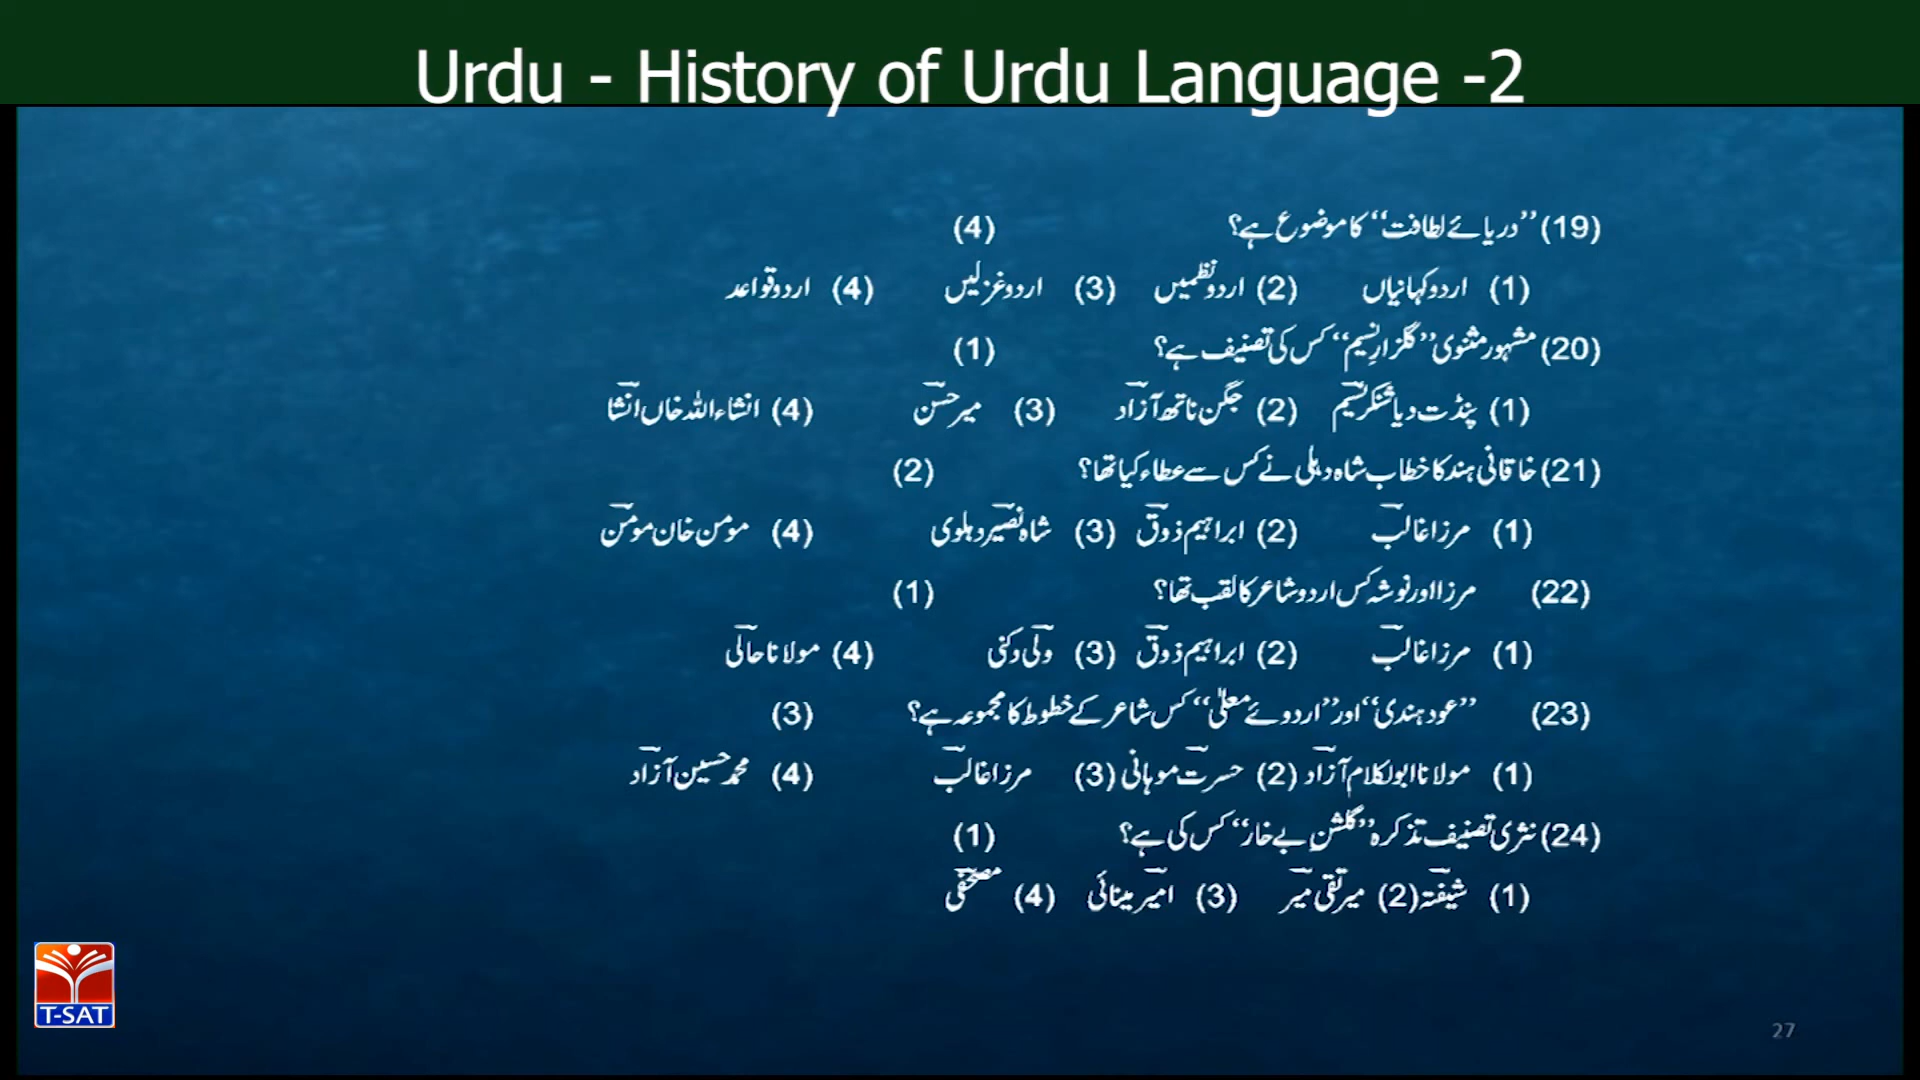 Urdu - History of Urdu Language -2
(19) ’’دریائے لطافت‘‘ کا موضوع ہے؟ (4)
(1) اردو کہانیاں (2) اردو نظمیں (3) اردو غزلیں (4) اردو قواعد
(20) مشہور مثنوی ’’گلزارِ نسیم‘‘ کس کی تصنیف ہے؟ (1)
(1) پنڈت دیا شنکر نسیمؔ (2) جگن ناتھ آزادؔ (3) میر حسنؔ (4) انشاء اللہ خاں انشاؔ
(21) خاقانی ہند کا خطاب شاہ دہلی نے کس سے عطاء کیا تھا؟ (2)
(1) مرزا غالبؔ (2) ابراہیم ذوقؔ (3) شاہ نصیرؔ دہلوی (4) مومن خان مومنؔ
(22) مرزا اور نوشہ کس اردو شاعر کا لقب تھا؟ (1)
(1) مرزا غالبؔ (2) ابراہیم ذوقؔ (3) ولیؔ دکنی (4) مولانا حالیؔ
(23) ’’عود ہندی‘‘ اور ’’اردوئے معلیٰ‘‘ کس شاعر کے خطوط کا مجموعہ ہے؟ (3)
(1) مولانا ابولکلام آزادؔ (2) حسرتؔ موہانی (3) مرزا غالبؔ (4) محمد حسین آزادؔ
(24) نثری تصنیف تذکرہ ’’گلشنِ بے خار‘‘ کس کی ہے؟ (1)
(1) شیفتہؔ (2) میر تقی میرؔ (3) امیرؔ مینائی (4) مصحفیؔ
T-SAT
27